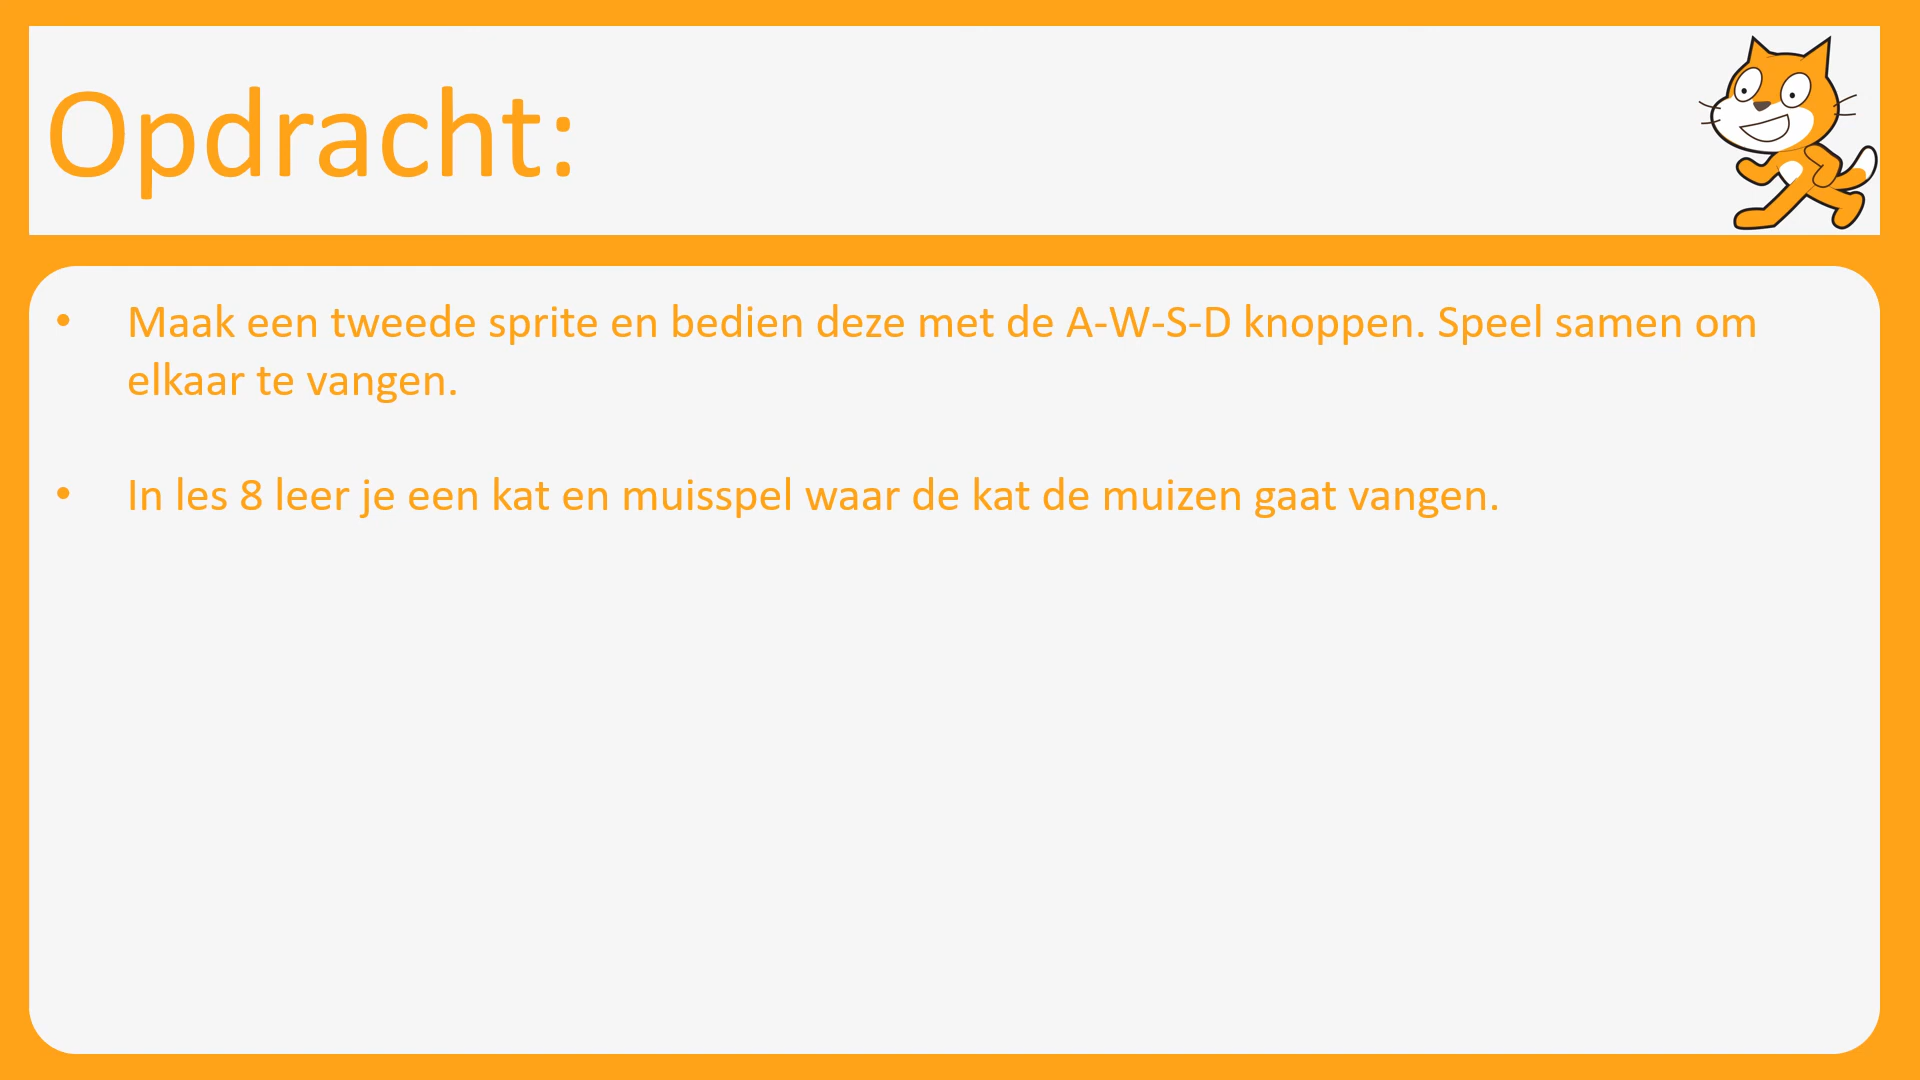 Opdracht:
• Maak een tweede sprite en bedien deze met de A-W-S-D knoppen. Speel samen om
elkaar te vangen.
• In les 8 leer je een kat en muisspel waar de kat de muizen gaat vangen.